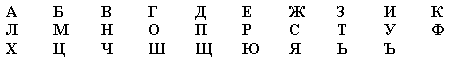 А Б В Г Д Е Ж З И К
Л М Н О П Р С Т У Ф
Х Ц Ч Ш Щ Ю Я Ь Ъ